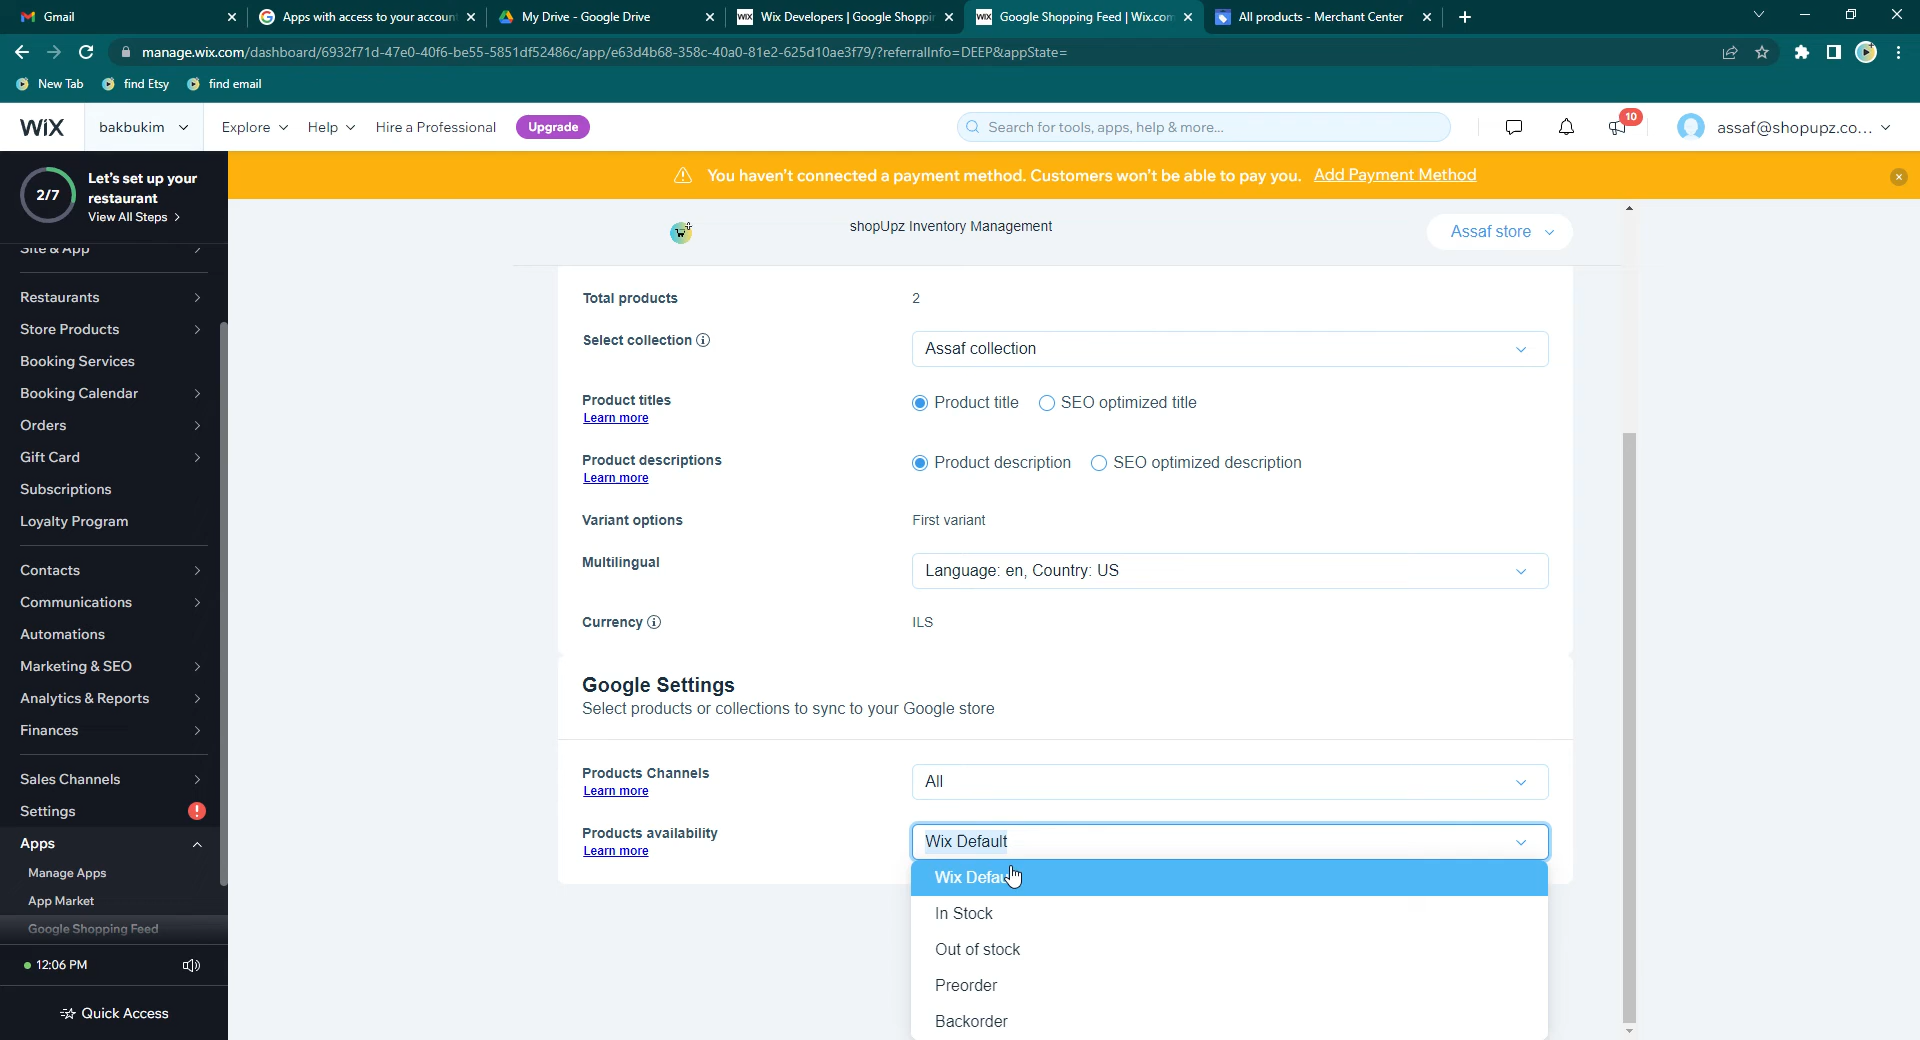 Gmail
Apps with access to your accoun
My Drive - Google Drive
WIX Wix Developers | Google Shoppin
WIX Google Shopping Feed | Wix.com
All products - Merchant Center
manage.wix.com/dashboard/6932f71d-47e0-40f6-be55-5851df52486c/app/e63d4b68-358c-40a0-81e2-625d10ae3f79/?referralInfo=DEEP&appState=
New Tab
find Etsy
find email
WIX
bakbukim
Explore
Help
Hire a Professional
Upgrade
Search for tools, apps, help & more...
10
assaf@shopupz.co...
2/7
Let's set up your
restaurant
View All Steps >
You haven't connected a payment method. Customers won't be able to pay you. Add Payment Method
Site & App
Restaurants
Store Products
Booking Services
Booking Calendar
Orders
Gift Card
Subscriptions
Loyalty Program
Contacts
Communications
Automations
Marketing & SEO
Analytics & Reports
Finances
Sales Channels
Settings
Apps
Manage Apps
App Market
Google Shopping Feed
12:06 PM
Quick Access
shopUpz Inventory Management
Assaf store
Total products
2
Select collection
Assaf collection
Product titles
Learn more
Product title
SEO optimized title
Product descriptions
Learn more
Product description
SEO optimized description
Variant options
First variant
Multilingual
Language: en, Country: US
Currency
ILS
Google Settings
Select products or collections to sync to your Google store
Products Channels
Learn more
All
Products availability
Learn more
Wix Default
Wix Defau
In Stock
Out of stock
Preorder
Backorder